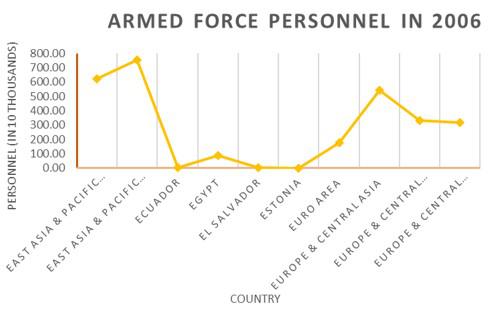 ARMED FORCE PERSONNEL IN 2006
PERSONNEL (IN 10 THOUSANDS)
800.00
700.00
600.00
500.00
400.00
300.00
200.00
100.00
0.00
EAST ASIA & PACIFIC...
EAST ASIA & PACIFIC...
ECUADOR
EGYPT
EL SALVADOR
ESTONIA
EURO AREA
EUROPE & CENTRAL ASIA
EUROPE & CENTRAL...
EUROPE & CENTRAL...
COUNTRY